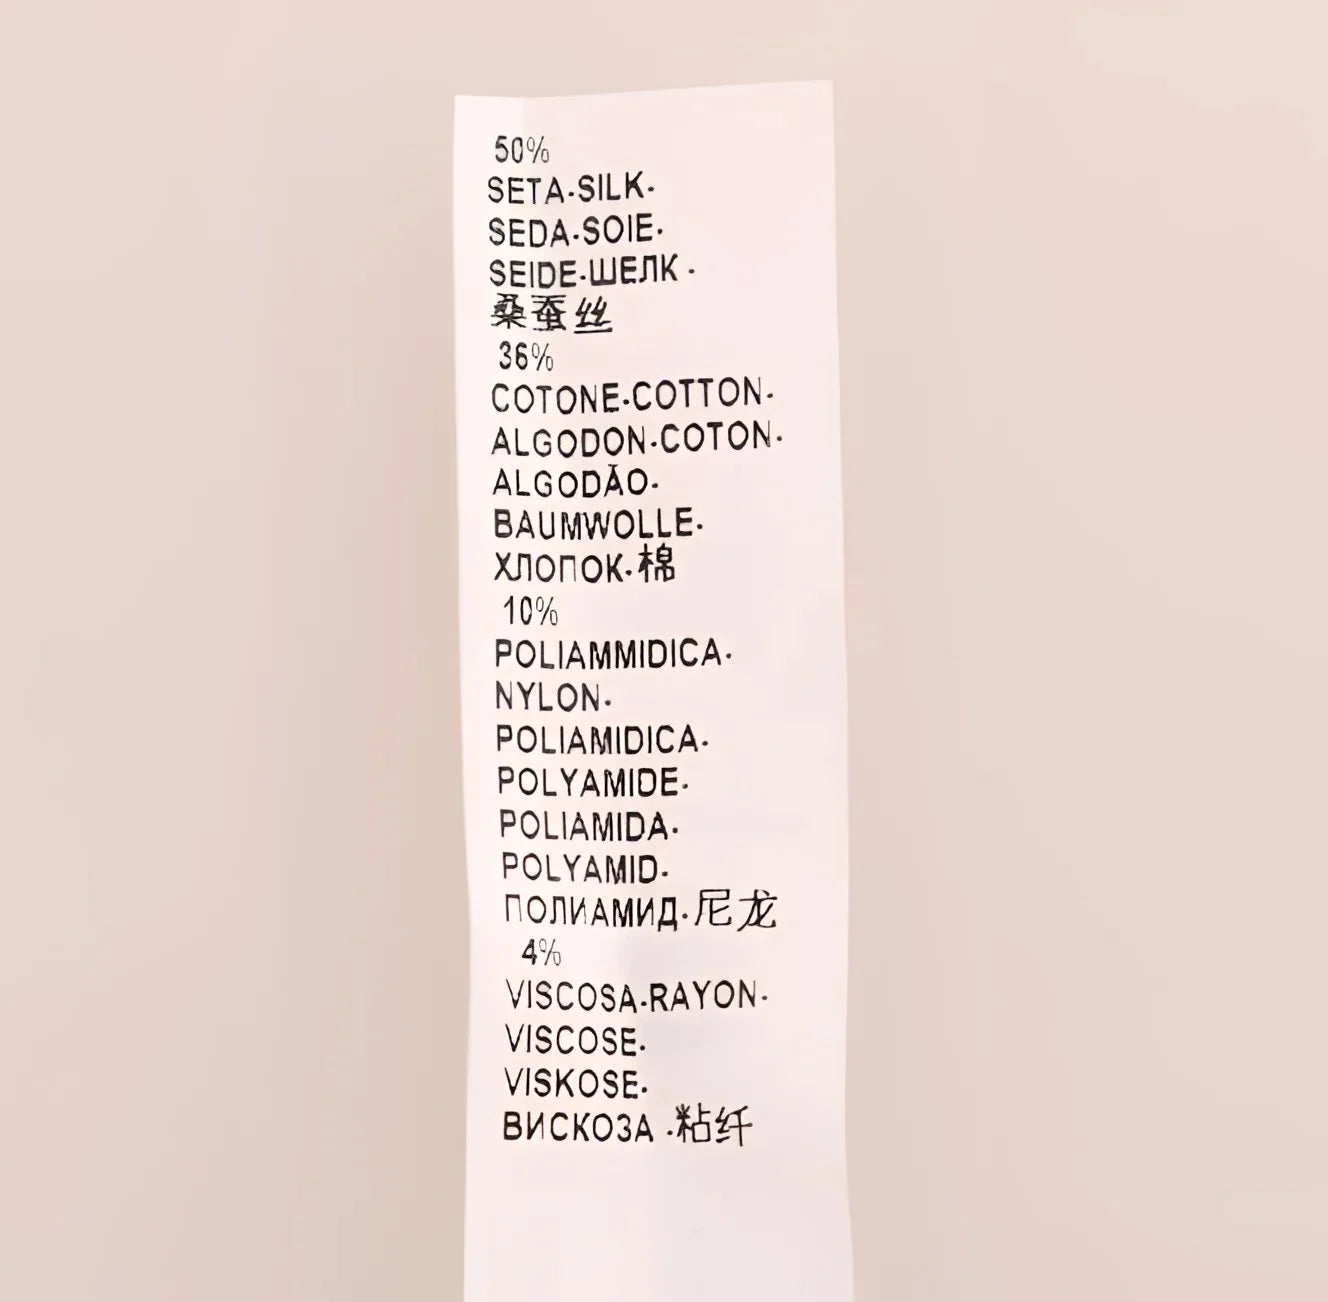 50%
SETA·SILK·
SEDA·SOIE·
SEIDE·ШЕЛК·
桑蚕丝
36%
COTONE·COTTON·
ALGODON·COTON·
ALGODÃO·
BAUMWOLLE·
ХЛОПОК·棉
10%
POLIAMMIDICA·
NYLON·
POLIAMIDICA·
POLYAMIDE·
POLIAMIDA·
POLYAMID·
ПОЛИАМИД·尼龙
4%
VISCOSA·RAYON·
VISCOSE·
VISKOSE·
ВИСКОЗА·粘纤